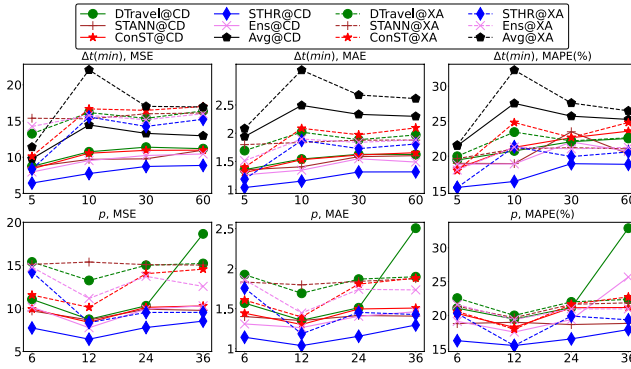 DTravel@CD STHR@CD DTravel@XA STHR@XA
STANN@CD Ens@CD STANN@XA Ens@XA
ConST@CD Avg@CD ConST@XA Avg@XA
Δt(min), MSE Δt(min), MAE Δt(min), MAPE(%)
20
15
10
5
5 10 30 60
2.5
2
1.5
1
5 10 30 60
30
25
20
15
5 10 30 60
p, MSE p, MAE p, MAPE(%)
20
15
10
5
6 12 24 36
2.5
2
1.5
1
6 12 24 36
30
25
20
15
6 12 24 36